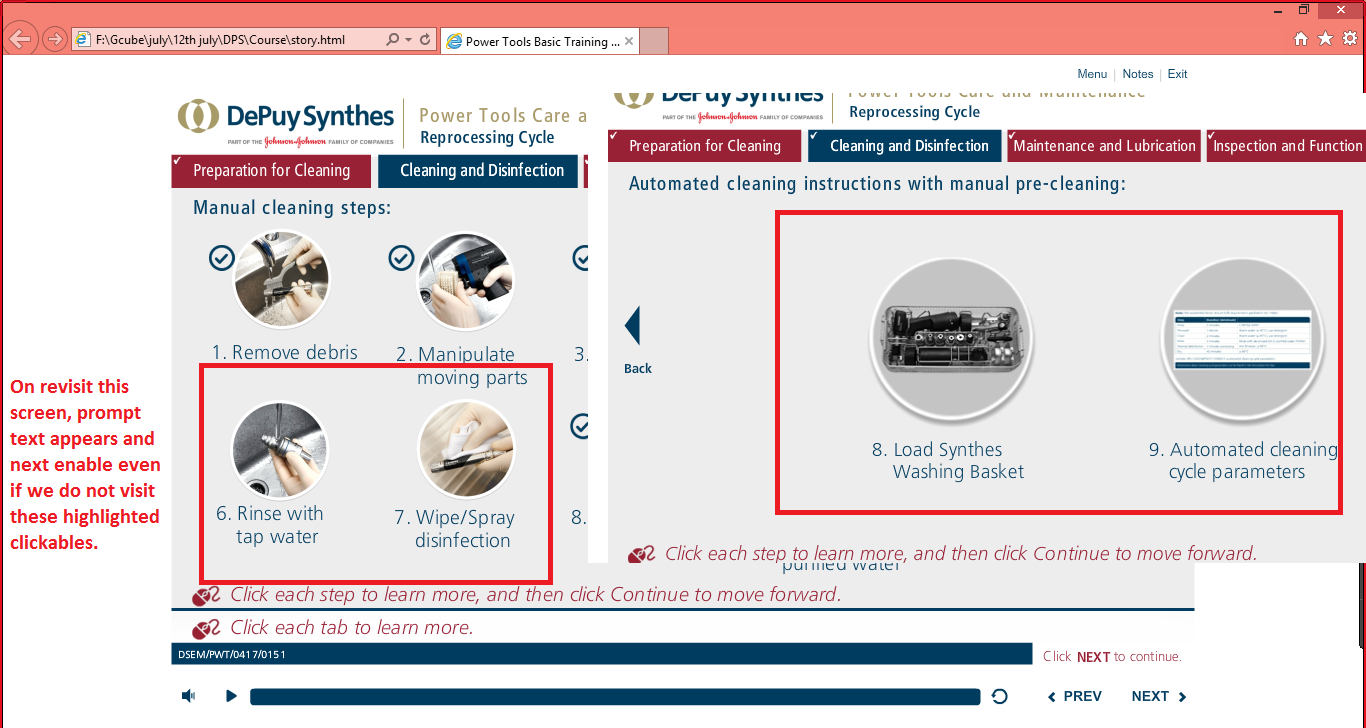 F:\Gcube\july\12th july\DPS\Course\story.html
Power Tools Basic Training ...
Menu | Notes | Exit
DePuy Synthes
PART OF THE Johnson & Johnson FAMILY OF COMPANIES
Power Tools Care a
Reprocessing Cycle
Preparation for Cleaning
Cleaning and Disinfection
Manual cleaning steps:
1. Remove debris
2. Manipulate
moving parts
3.
6. Rinse with
tap water
7. Wipe/Spray
disinfection
8.
purified water
Click each step to learn more, and then click Continue to move forward.
Click each tab to learn more.
DSEM/PWT/0417/0151
Click NEXT to continue.
PREV
NEXT
On revisit this
screen, prompt
text appears and
next enable even
if we do not visit
these highlighted
clickables.
DePuy Synthes
PART OF THE Johnson & Johnson FAMILY OF COMPANIES
Power Tools Care and Maintenance
Reprocessing Cycle
Preparation for Cleaning
Cleaning and Disinfection
Maintenance and Lubrication
Inspection and Function
Automated cleaning instructions with manual pre-cleaning:
Back
8. Load Synthes
Washing Basket
9. Automated cleaning
cycle parameters
Click each step to learn more, and then click Continue to move forward.